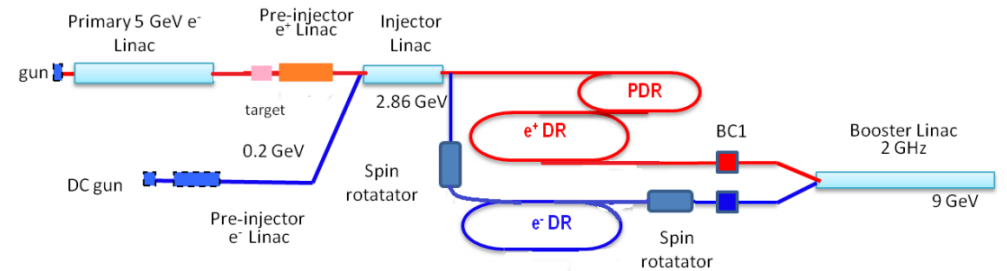 Primary 5 GeV e-
Linac
Pre-injector
e+ Linac
Injector
Linac
gun
target
2.86 GeV
PDR
e+ DR
BC1
Booster Linac
2 GHz
0.2 GeV
DC gun
Spin
rotatator
9 GeV
Pre-injector
e- Linac
e- DR
Spin
rotatator